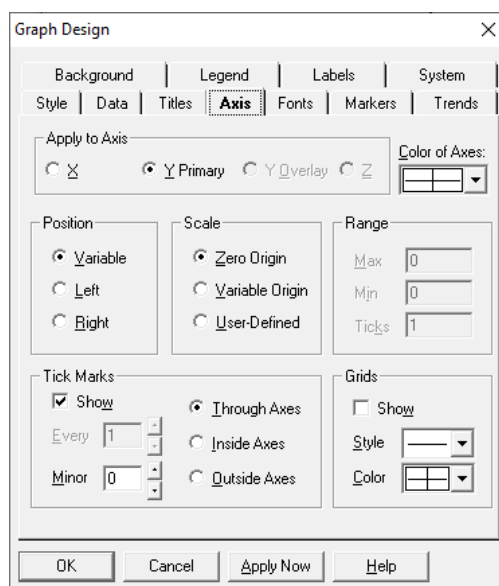 Graph Design
Background Legend Labels System
Style Data Titles Axis Fonts Markers Trends
Apply to Axis
X Y Primary Y Overlay Z
Color of Axes:
Position
Variable
Left
Right
Scale
Zero Origin
Variable Origin
User-Defined
Range
Max 0
Min 0
Ticks 1
Tick Marks
Show
Every 1
Minor 0
Through Axes
Inside Axes
Outside Axes
Grids
Show
Style
Color
OK Cancel Apply Now Help